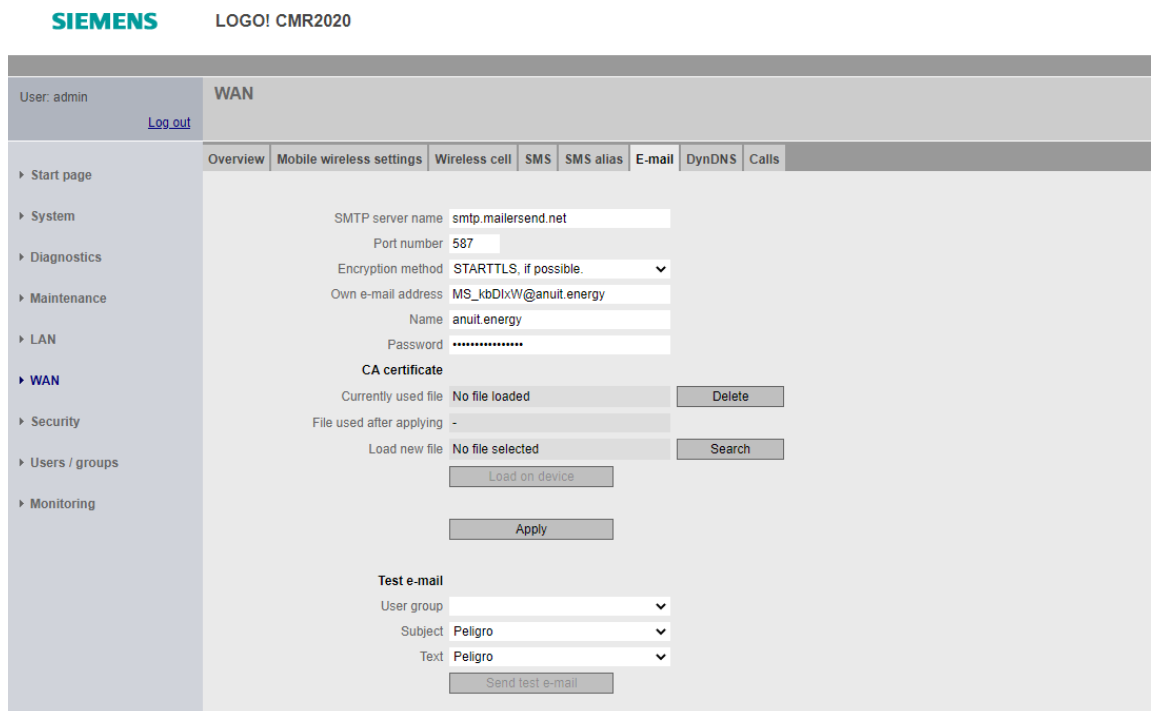 SIEMENS LOGO! CMR2020
User: admin
Log out
WAN
Overview Mobile wireless settings Wireless cell SMS SMS alias E-mail DynDNS Calls
Start page
System
Diagnostics
Maintenance
LAN
WAN
Security
Users / groups
Monitoring
SMTP server name smtp.mailersend.net
Port number 587
Encryption method STARTTLS, if possible.
Own e-mail address MS_kbDIxW@anuit.energy
Name anuit.energy
Password ••••••••••••••••
CA certificate
Currently used file No file loaded Delete
File used after applying -
Load new file No file selected Search
Load on device
Apply
Test e-mail
User group
Subject Peligro
Text Peligro
Send test e-mail